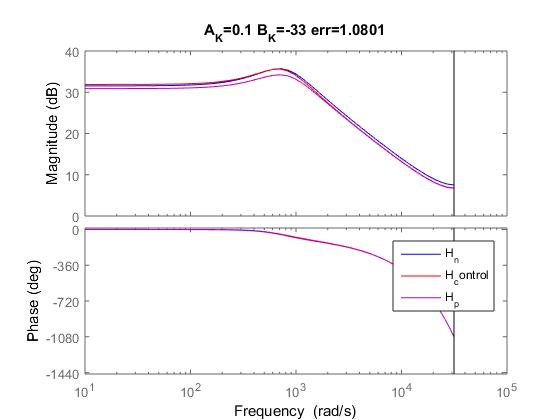 A_K=0.1 B_K=-33 err=1.0801
40
30
20
10
0
Magnitude (dB)
0
-360
-720
-1080
-1440
Phase (deg)
H_n
H_control
H_p
10^1
10^2
10^3
10^4
10^5
Frequency (rad/s)